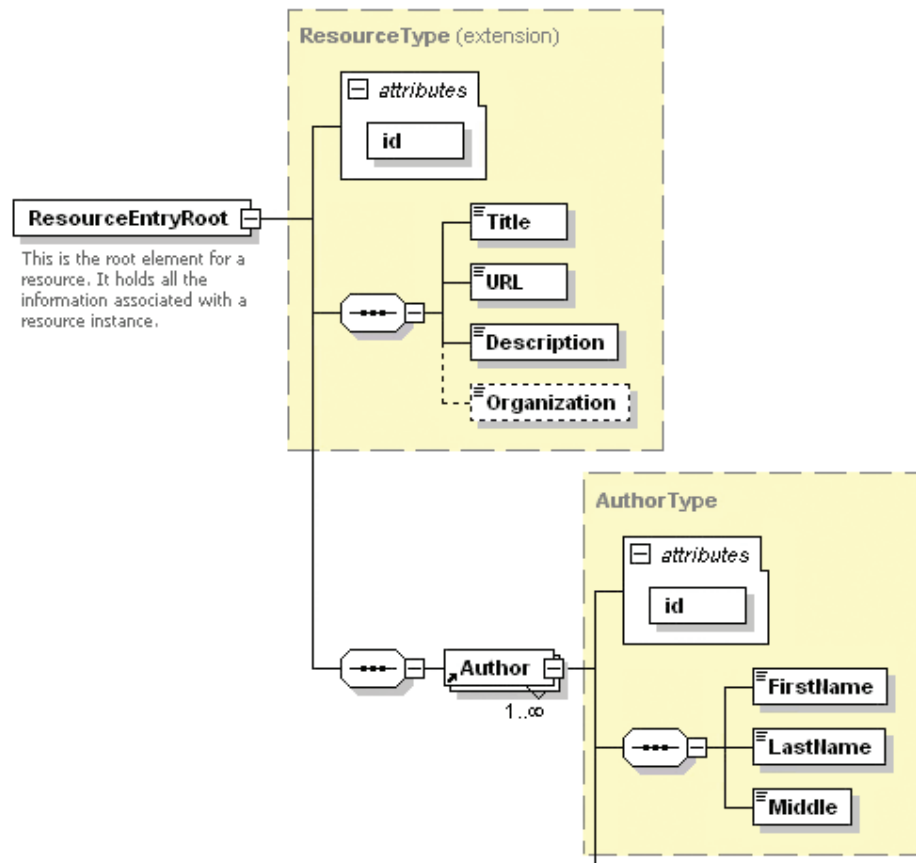 ResourceType (extension)
attributes
id
ResourceEntryRoot
This is the root element for a
resource. It holds all the
information associated with a
resource instance.
Title
URL
Description
Organization
AuthorType
attributes
id
Author
1..∞
FirstName
LastName
Middle